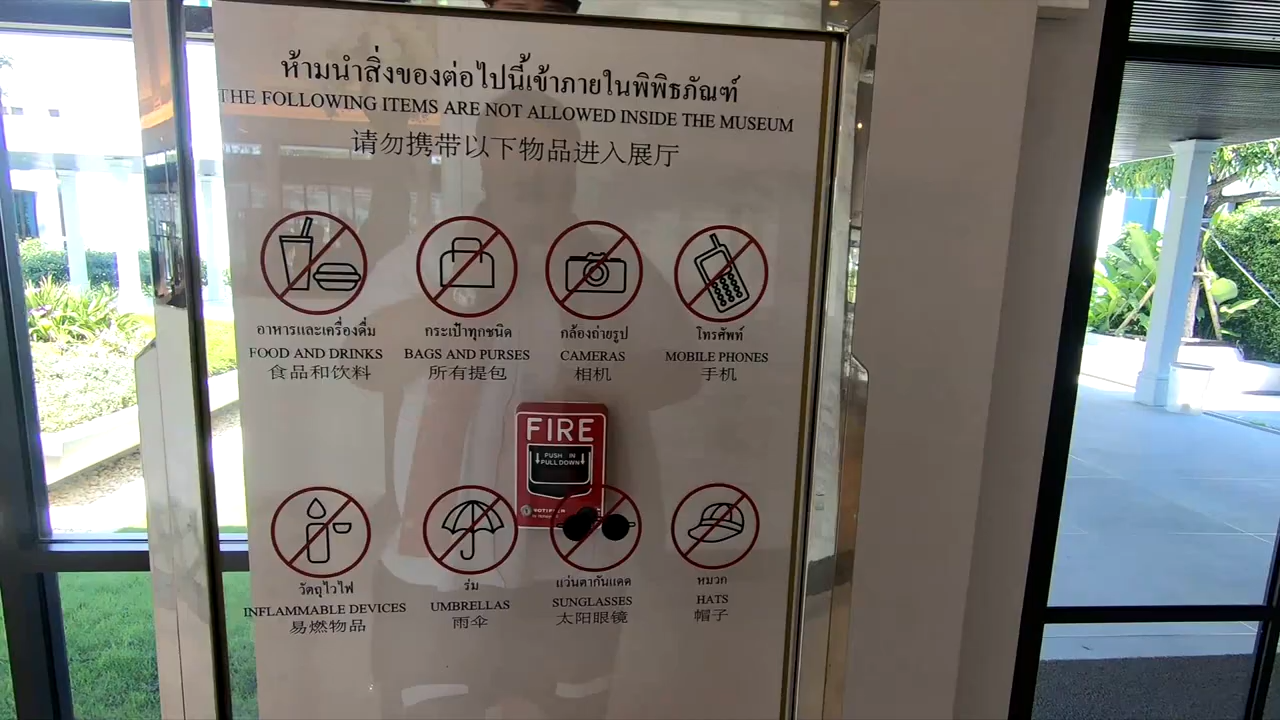 ห้ามนำสิ่งของต่อไปนี้เข้าภายในพิพิธภัณฑ์
THE FOLLOWING ITEMS ARE NOT ALLOWED INSIDE THE MUSEUM
请勿携带以下物品进入展厅
อาหารและเครื่องดื่ม
FOOD AND DRINKS
食品和饮料
กระเป๋าทุกชนิด
BAGS AND PURSES
所有提包
กล้องถ่ายรูป
CAMERAS
相机
โทรศัพท์
MOBILE PHONES
手机
FIRE
PUSH IN
PULL DOWN
NOTIFIER
วัตถุไวไฟ
INFLAMMABLE DEVICES
易燃物品
ร่ม
UMBRELLAS
雨伞
แว่นตากันแดด
SUNGLASSES
太阳眼镜
หมวก
HATS
帽子